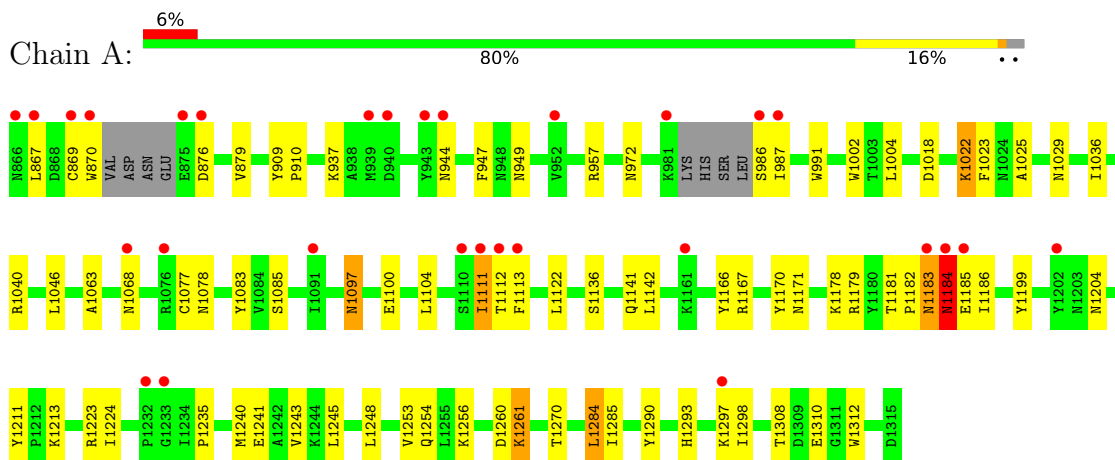 6%
Chain A:
80% 16% • •
N866 L867 D868 C869 W870 VAL ASP ASN GLU E875 D876 V879 Y909 P910 K937 A938 M939 D940 Y943 N944 F947 N948 N949 V952 R957 N972 K981 LYS HIS SER LEU S986 I987 W991 W1002 T1003 L1004 D1018 K1022 F1023 N1024 A1025 N1029 I1036
R1040 L1046 A1063 N1068 R1076 C1077 N1078 Y1083 V1084 S1085 I1091 N1097 E1100 L1104 S1110 I1111 T1112 F1113 L1122 S1136 Q1141 L1142 K1161 Y1166 R1167 Y1170 N1171 K1178 R1179 Y1180 T1181 P1182 N1183 N1184 E1185 I1186 Y1199 Y1202 N1203 N1204
Y1211 P1212 K1213 R1223 I1224 P1232 G1233 I1234 P1235 M1240 E1241 A1242 V1243 K1244 L1245 L1248 V1253 Q1254 L1255 K1256 D1260 K1261 T1270 L1284 I1285 Y1290 H1293 K1297 I1298 T1308 D1309 E1310 G1311 W1312 D1315